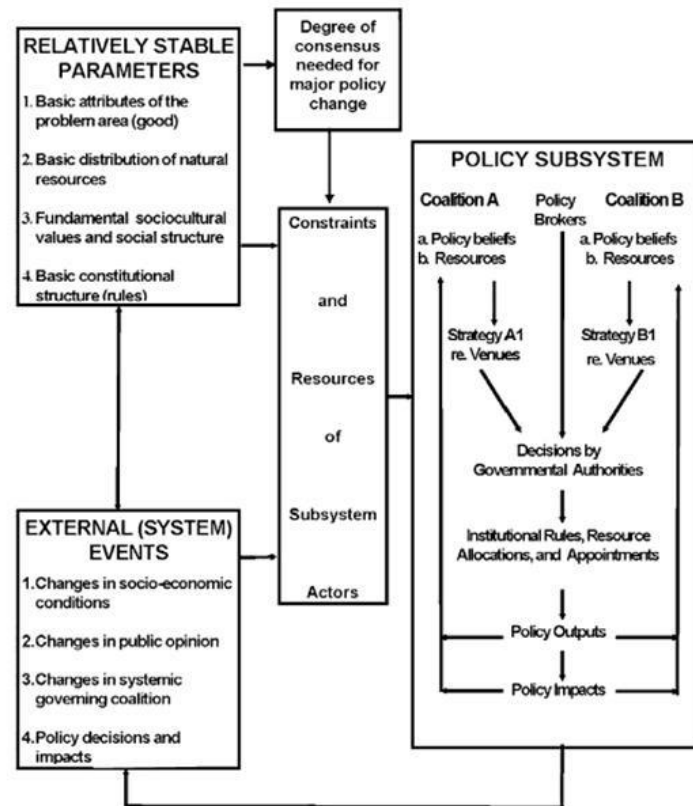 RELATIVELY STABLE
PARAMETERS
1. Basic attributes of the
problem area (good)
2. Basic distribution of natural
resources
3. Fundamental sociocultural
values and social structure
4. Basic constitutional
structure (rules)
Degree of
consensus
needed for
major policy
change
Constraints
and
Resources
of
Subsystem
Actors
EXTERNAL (SYSTEM)
EVENTS
1.Changes in socio-economic
conditions
2.Changes in public opinion
3.Changes in systemic
governing coalition
4.Policy decisions and
impacts
POLICY SUBSYSTEM
Coalition A
a. Policy beliefs
b. Resources
Strategy A1
re. Venues
Policy
Brokers
Coalition B
a. Policy beliefs
b. Resources
Strategy B1
re. Venues
Decisions by
Governmental Authorities
Institutional Rules, Resource
Allocations, and Appointments
Policy Outputs
Policy Impacts